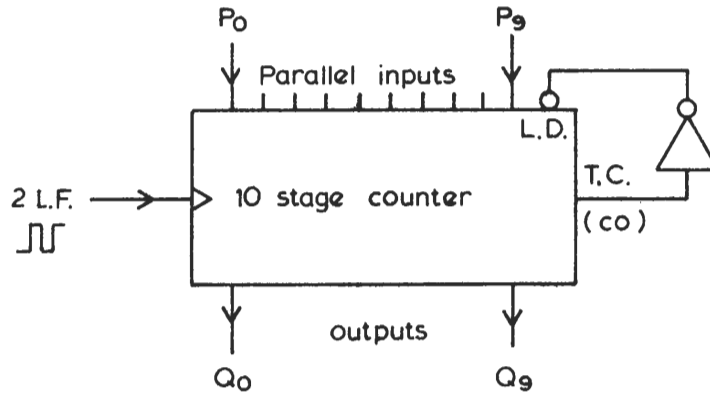 P0 P9
Parallel inputs
L.D.
T.C.
2 L.F. 10 stage counter
(co)
outputs
Q0 Q9